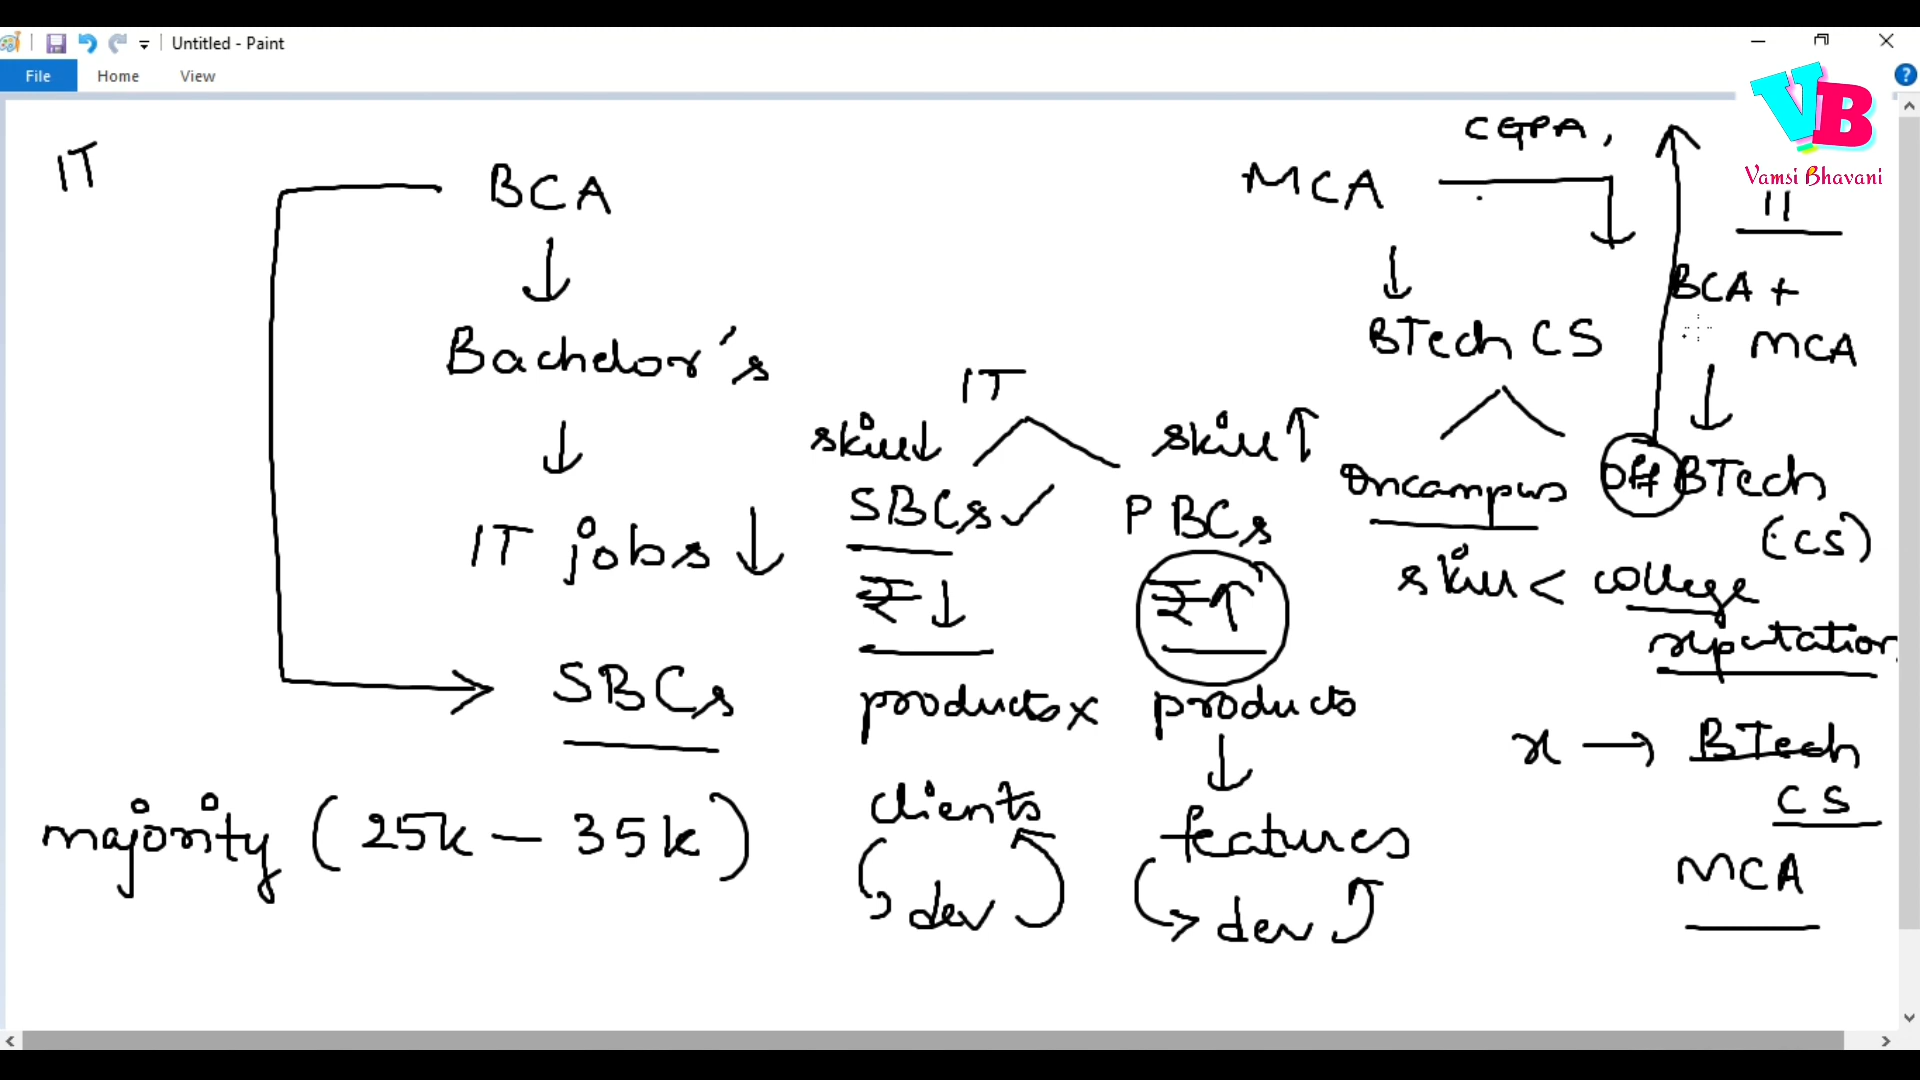 Untitled - Paint
File Home View
VB
Vamsi Bhavani
IT
BCA
Bachelor's
IT jobs ↓
SBCs
majority (25k - 35k)
IT
skill↓ skill↑
SBCs✓ PBCs
₹↓ ₹↑
products x products
clients features
dev dev
MCA
CGPA,
BTech CS
Oncampus Off
skill < college
reputation
x → BTech
CS
MCA
IT
BCA +
MCA
BTech
(CS)